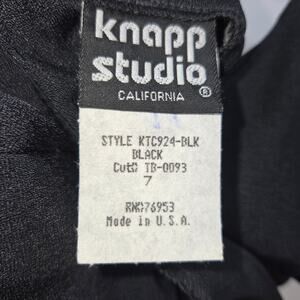 knapp
studio®
CALIFORNIA
STYLE KTC924-BLK
BLACK
Cut# TB-0093
7
RN#76953
Made in U.S.A.